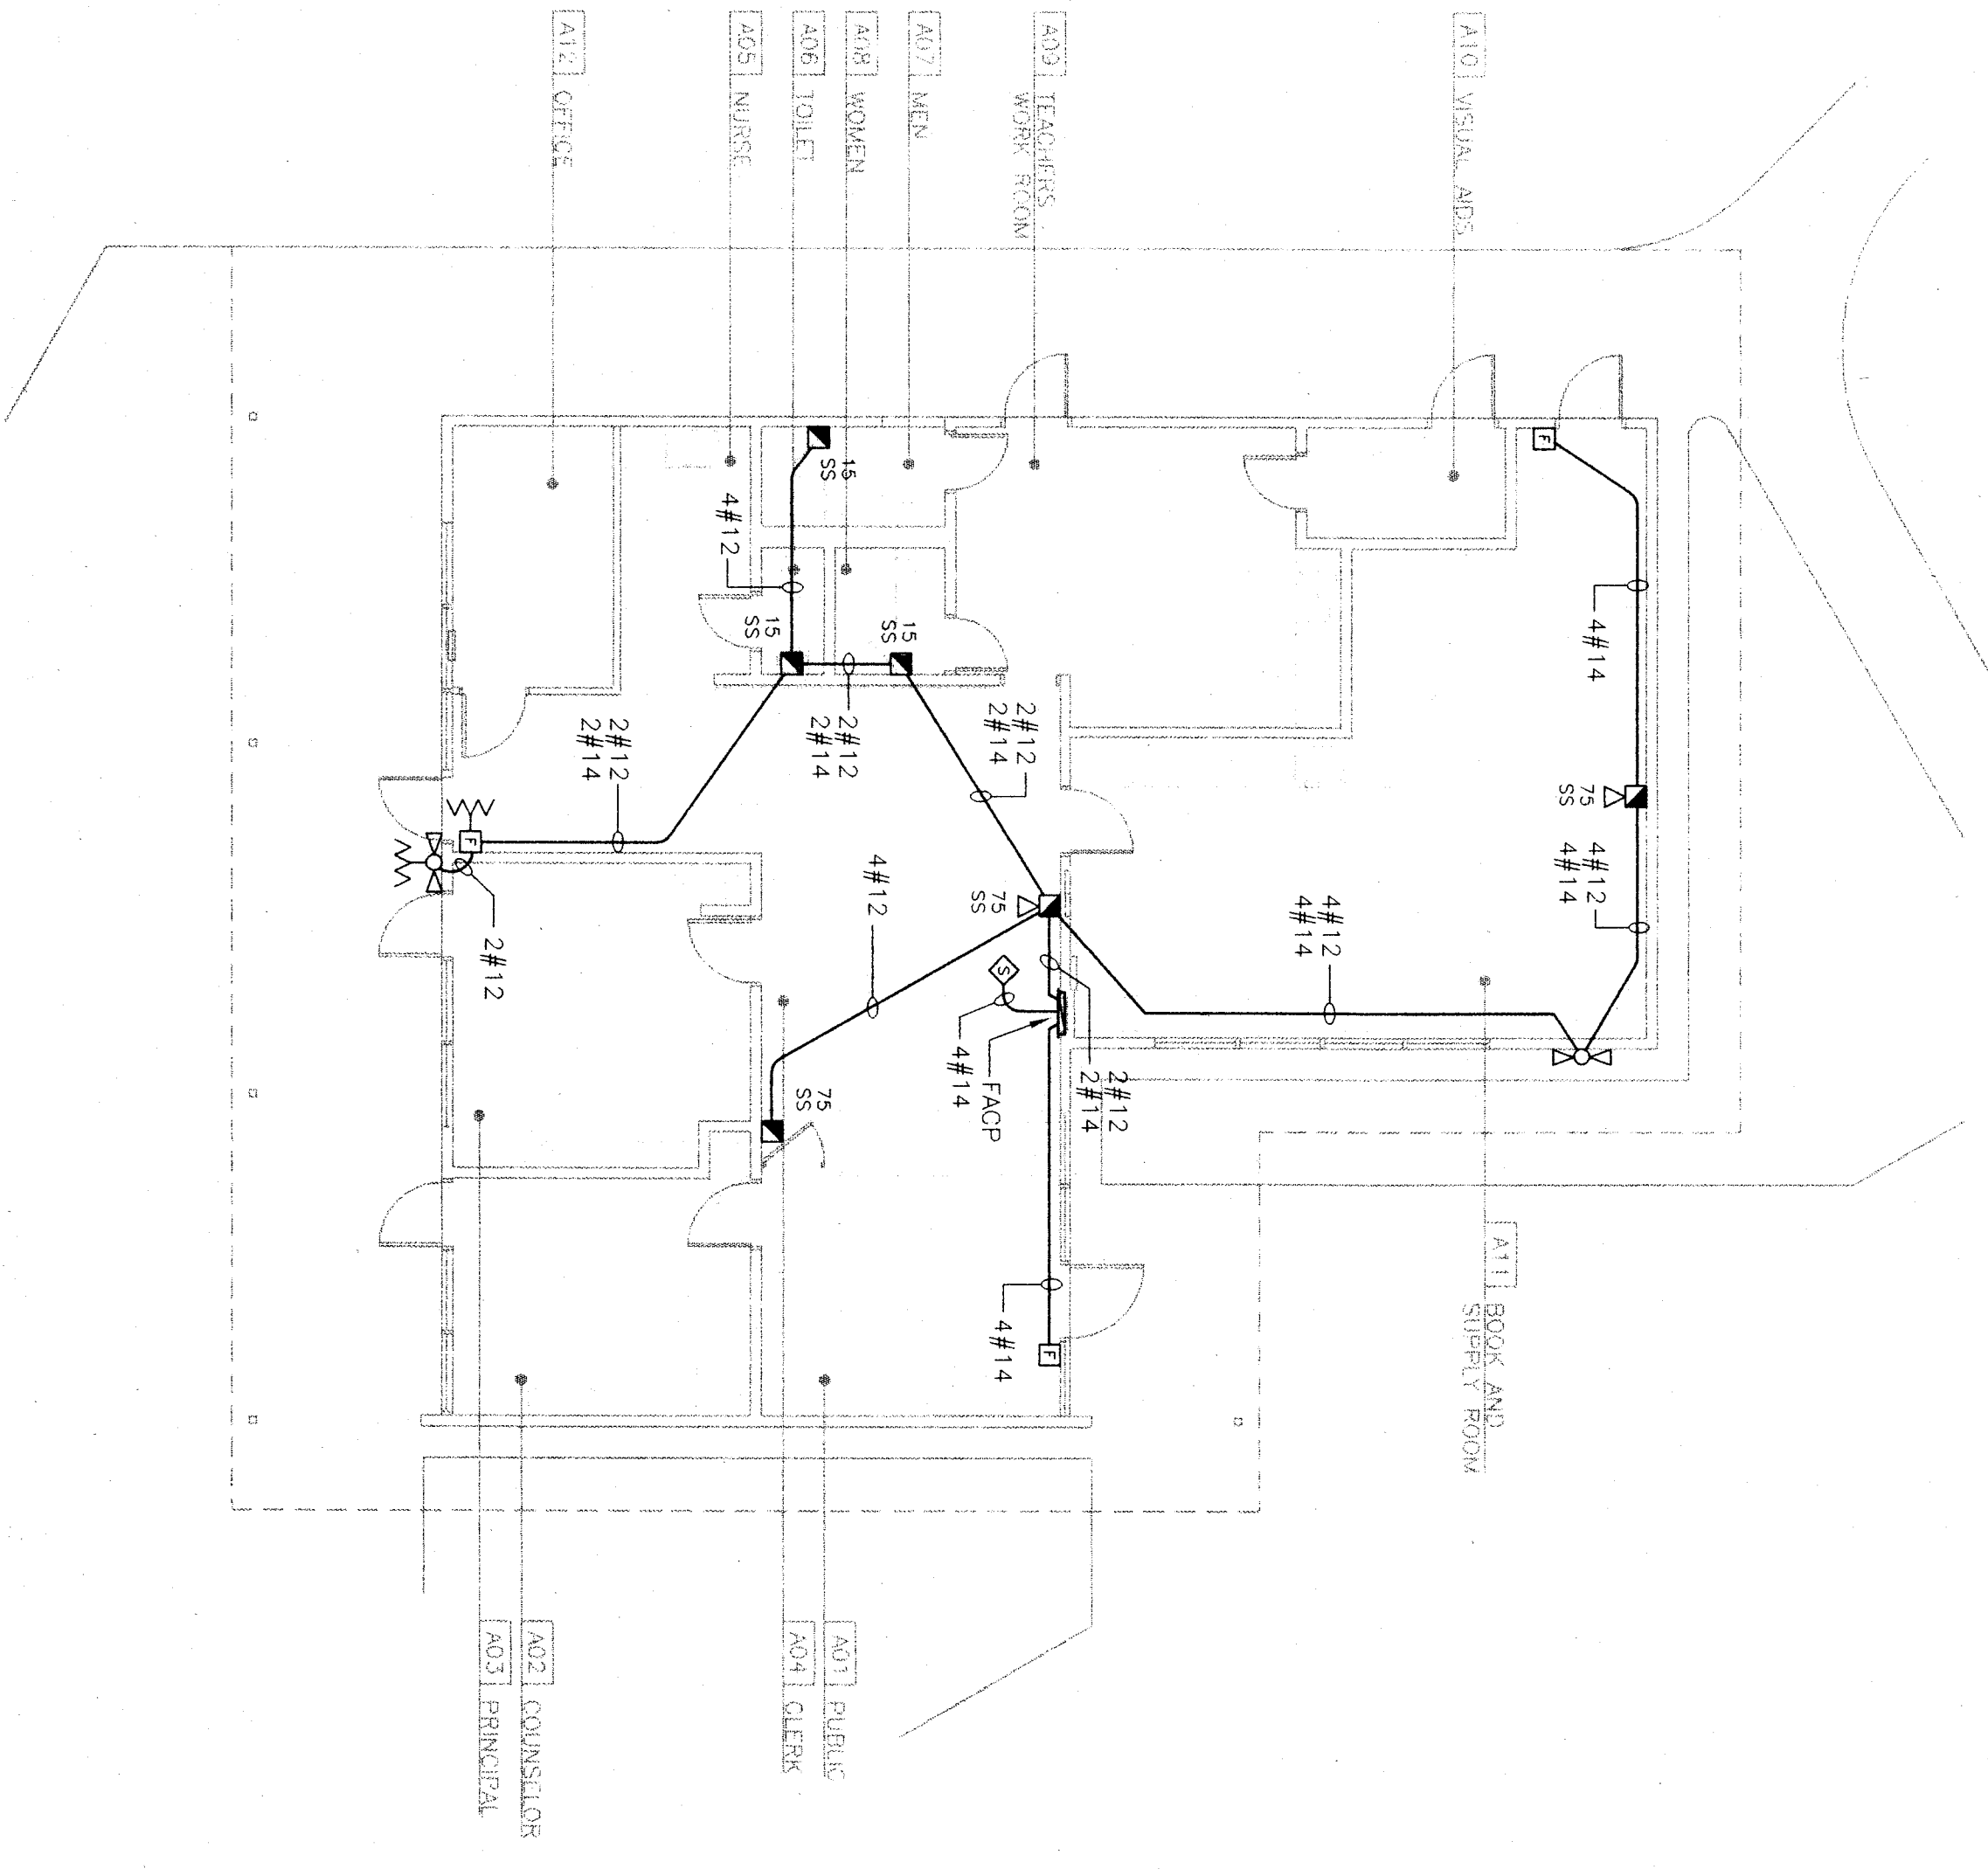 A10 VISUAL AIDS
A09 TEACHERS
WORK ROOM
A07 MEN
A08 WOMEN
A06 TOILET
A05 NURSE
A12 OFFICE
F
4#14
75
SS
4#12
4#14
4#12
4#14
15
SS
4#12
15
SS
15
SS
2#12
2#14
2#12
2#14
2#12
2#14
F
2#12
75
SS
4#12
S
4#14
FACP
2#12
2#14
75
SS
4#14
F
A11 BOOK AND
SUPPLY ROOM
A01 PUBLIC
A04 CLERK
A02 COUNSELOR
A03 PRINCIPAL